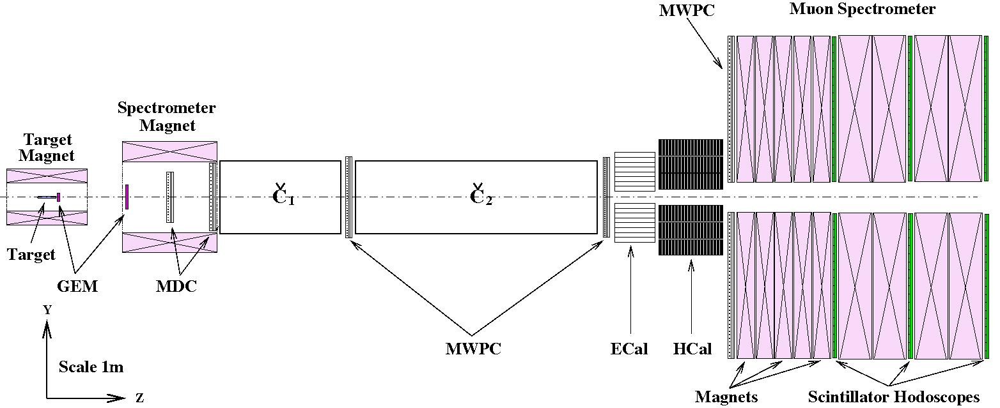 MWPC
Muon Spectrometer
Spectrometer
Magnet
Target
Magnet
Č1
Č2
Target
GEM
MDC
MWPC
ECal
HCal
Y
Scale 1m
Z
Magnets
Scintillator Hodoscopes